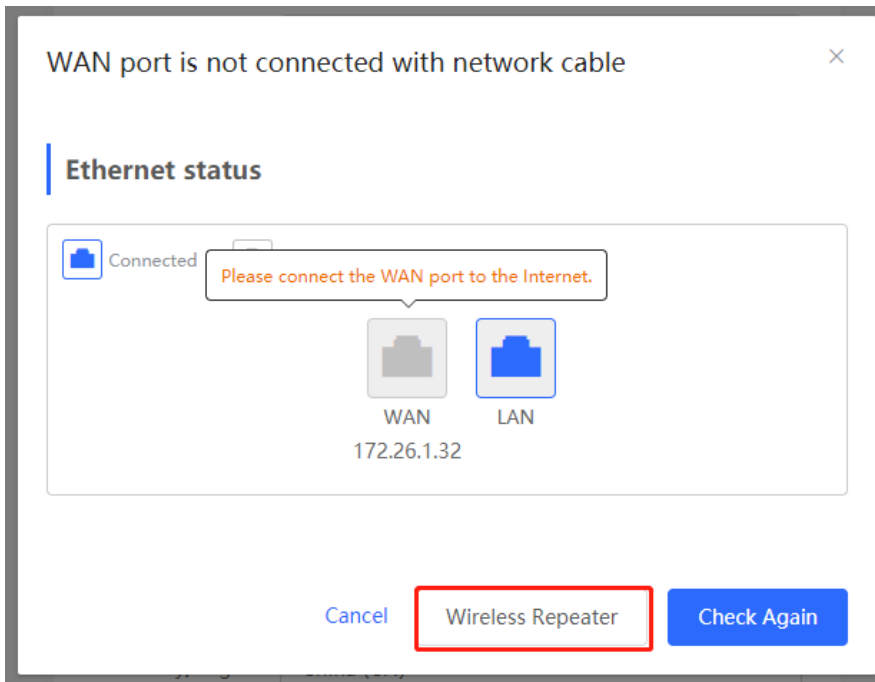 WAN port is not connected with network cable
Ethernet status
Connected
Please connect the WAN port to the Internet.
WAN
LAN
172.26.1.32
Cancel
Wireless Repeater
Check Again